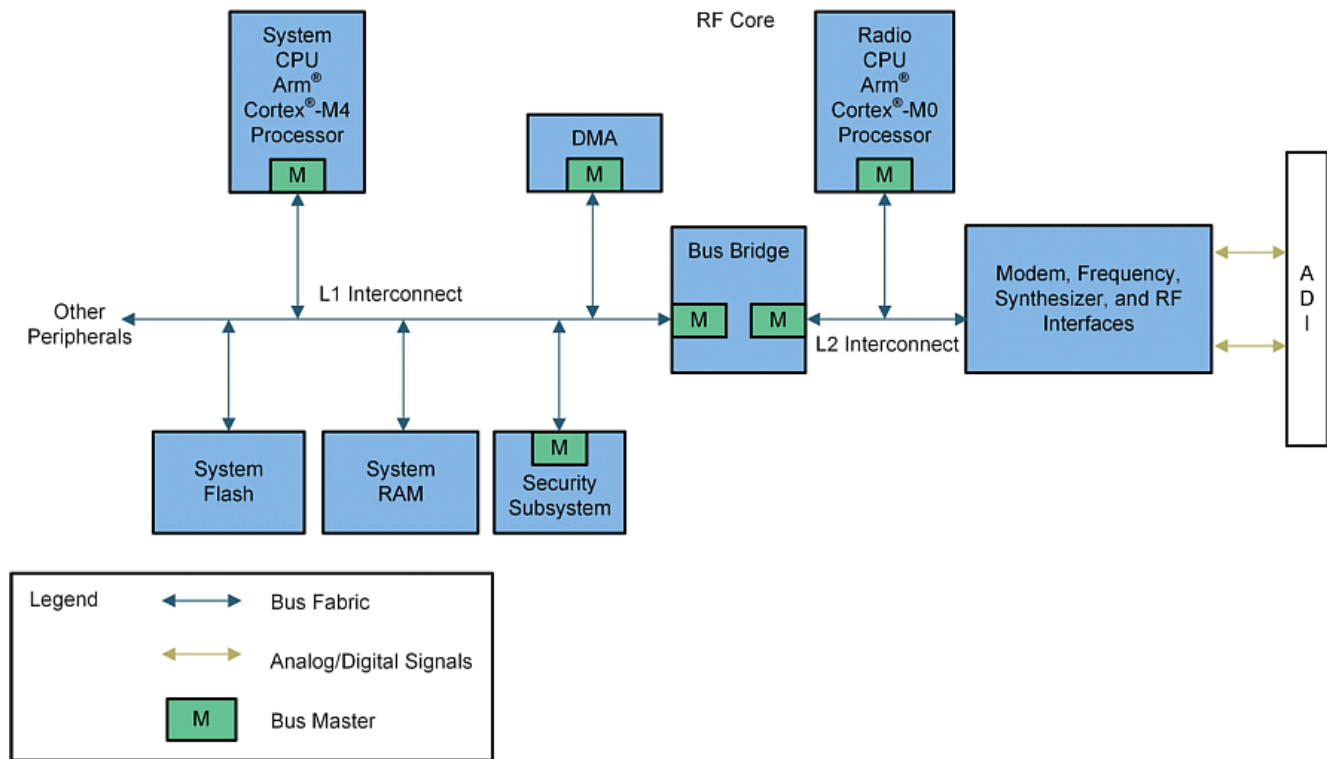 RF Core
System
CPU
Arm®
Cortex®-M4
Processor
M
DMA
M
Radio
CPU
Arm®
Cortex®-M0
Processor
M
Bus Bridge
M
M
Modem, Frequency,
Synthesizer, and RF
Interfaces
A
D
I
L1 Interconnect
Other
Peripherals
L2 Interconnect
System
Flash
System
RAM
M
Security
Subsystem
Legend
Bus Fabric
Analog/Digital Signals
M
Bus Master